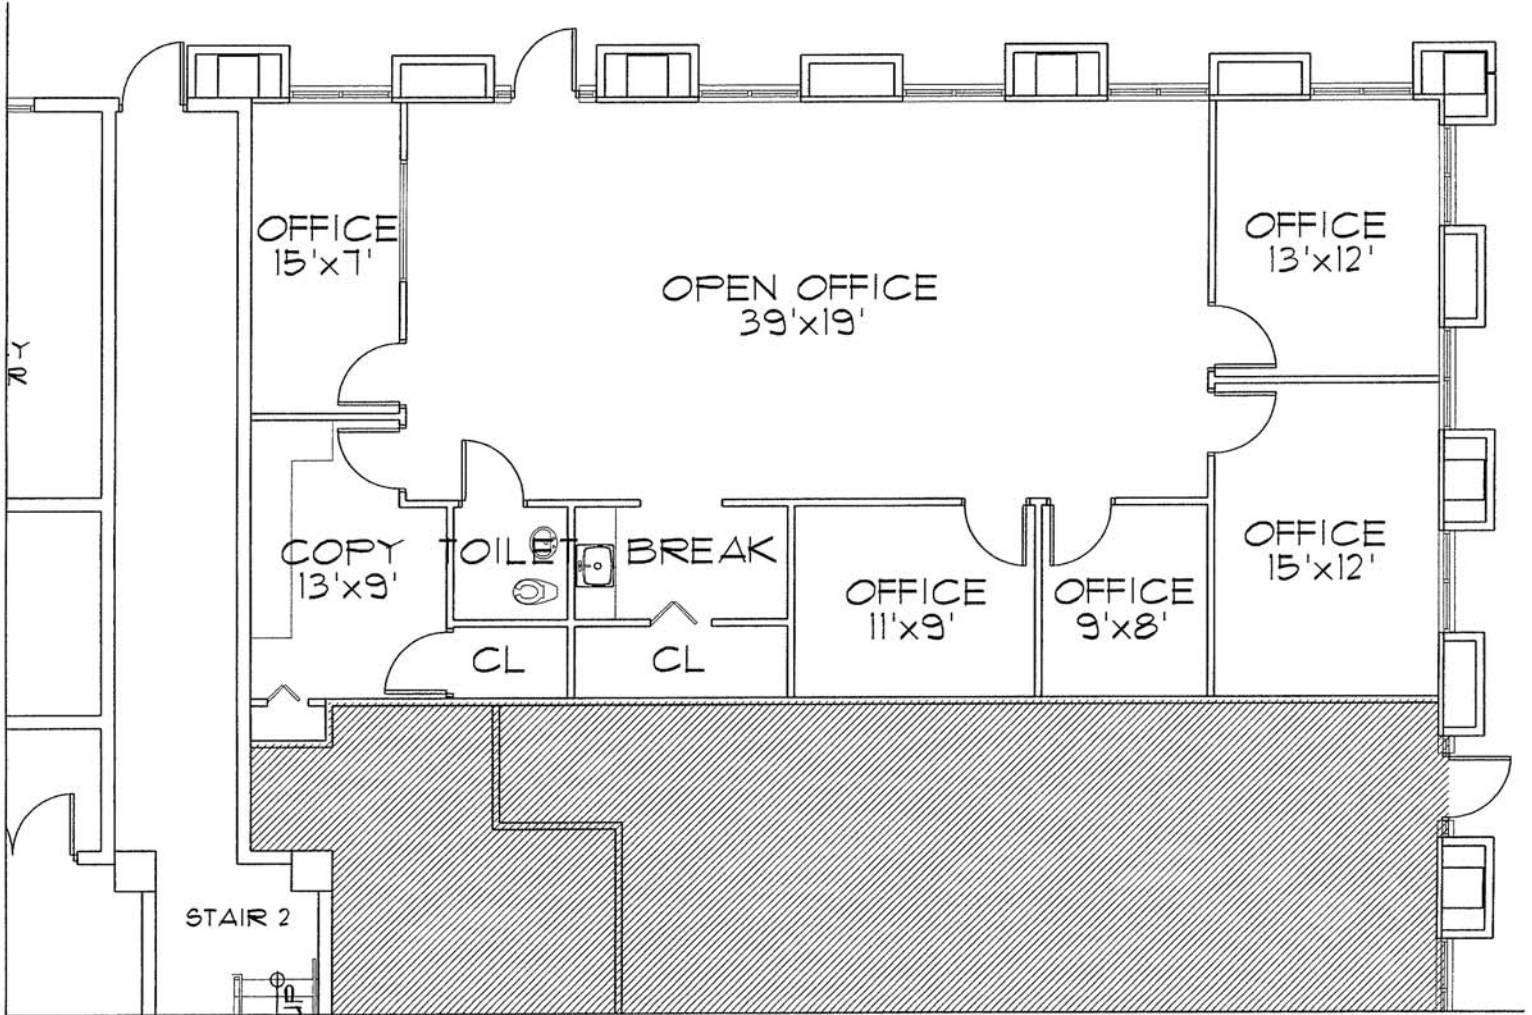 OFFICE
15'x7'
OPEN OFFICE
39'x19'
OFFICE
13'x12'
COPY
13'x9'
TOILET
BREAK
OFFICE
15'x12'
OFFICE
11'x9'
OFFICE
9'x8'
CL
CL
STAIR 2